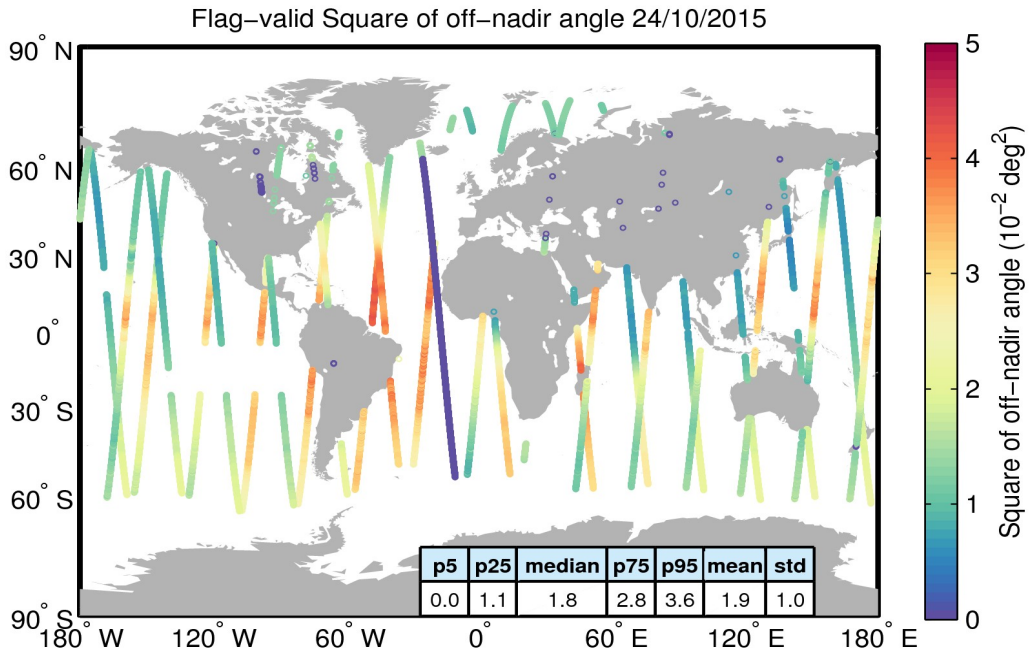 Flag−valid Square of off−nadir angle 24/10/2015
90° N
60° N
30° N
0°
30° S
60° S
90° S
180° W
120° W
60° W
0°
60° E
120° E
180° E
p5 p25 median p75 p95 mean std
0.0 1.1 1.8 2.8 3.6 1.9 1.0
5
4
3
2
1
0
Square of off−nadir angle (10⁻² deg²)